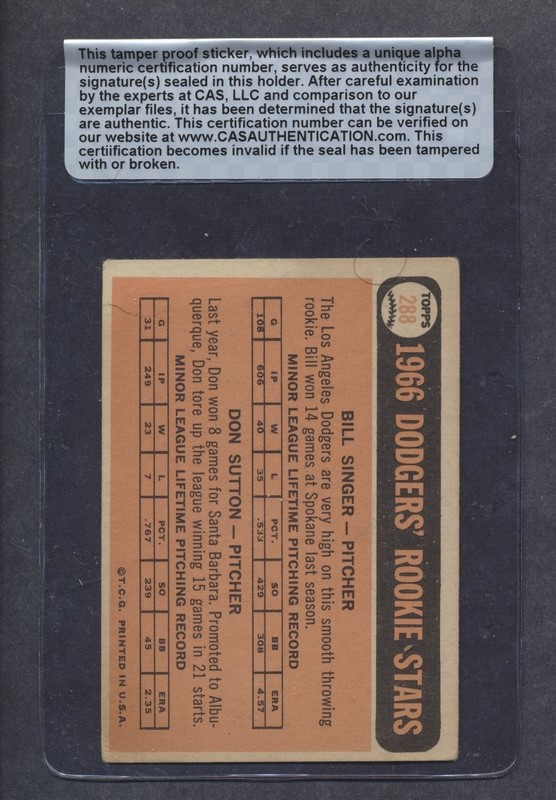 This tamper proof sticker, which includes a unique alpha
numeric certification number, serves as authenticity for the
signature(s) sealed in this holder. After careful examination
by the experts at CAS, LLC and comparison to our
exemplar files, it has been determined that the signature(s)
are authentic. This certification number can be verified on
our website at www.CASAUTHENTICATION.com. This
certiification becomes invalid if the seal has been tampered
with or broken.
TOPPS
288
1966 DODGERS' ROOKIE STARS
BILL SINGER — PITCHER
The Los Angeles Dodgers are very high on this smooth throwing
rookie. Bill won 14 games at Spokane last season.
MINOR LEAGUE LIFETIME PITCHING RECORD
G IP W L PCT. SO BB ERA
108 606 40 35 .533 429 308 4.57
DON SUTTON — PITCHER
Last year, Don won 8 games for Santa Barbara. Promoted to Albu-
querque, Don tore up the league winning 15 games in 21 starts.
MINOR LEAGUE LIFETIME PITCHING RECORD
G IP W L PCT. SO BB ERA
31 249 23 7 .767 239 45 2.35
©T.C.G. PRINTED IN U.S.A.